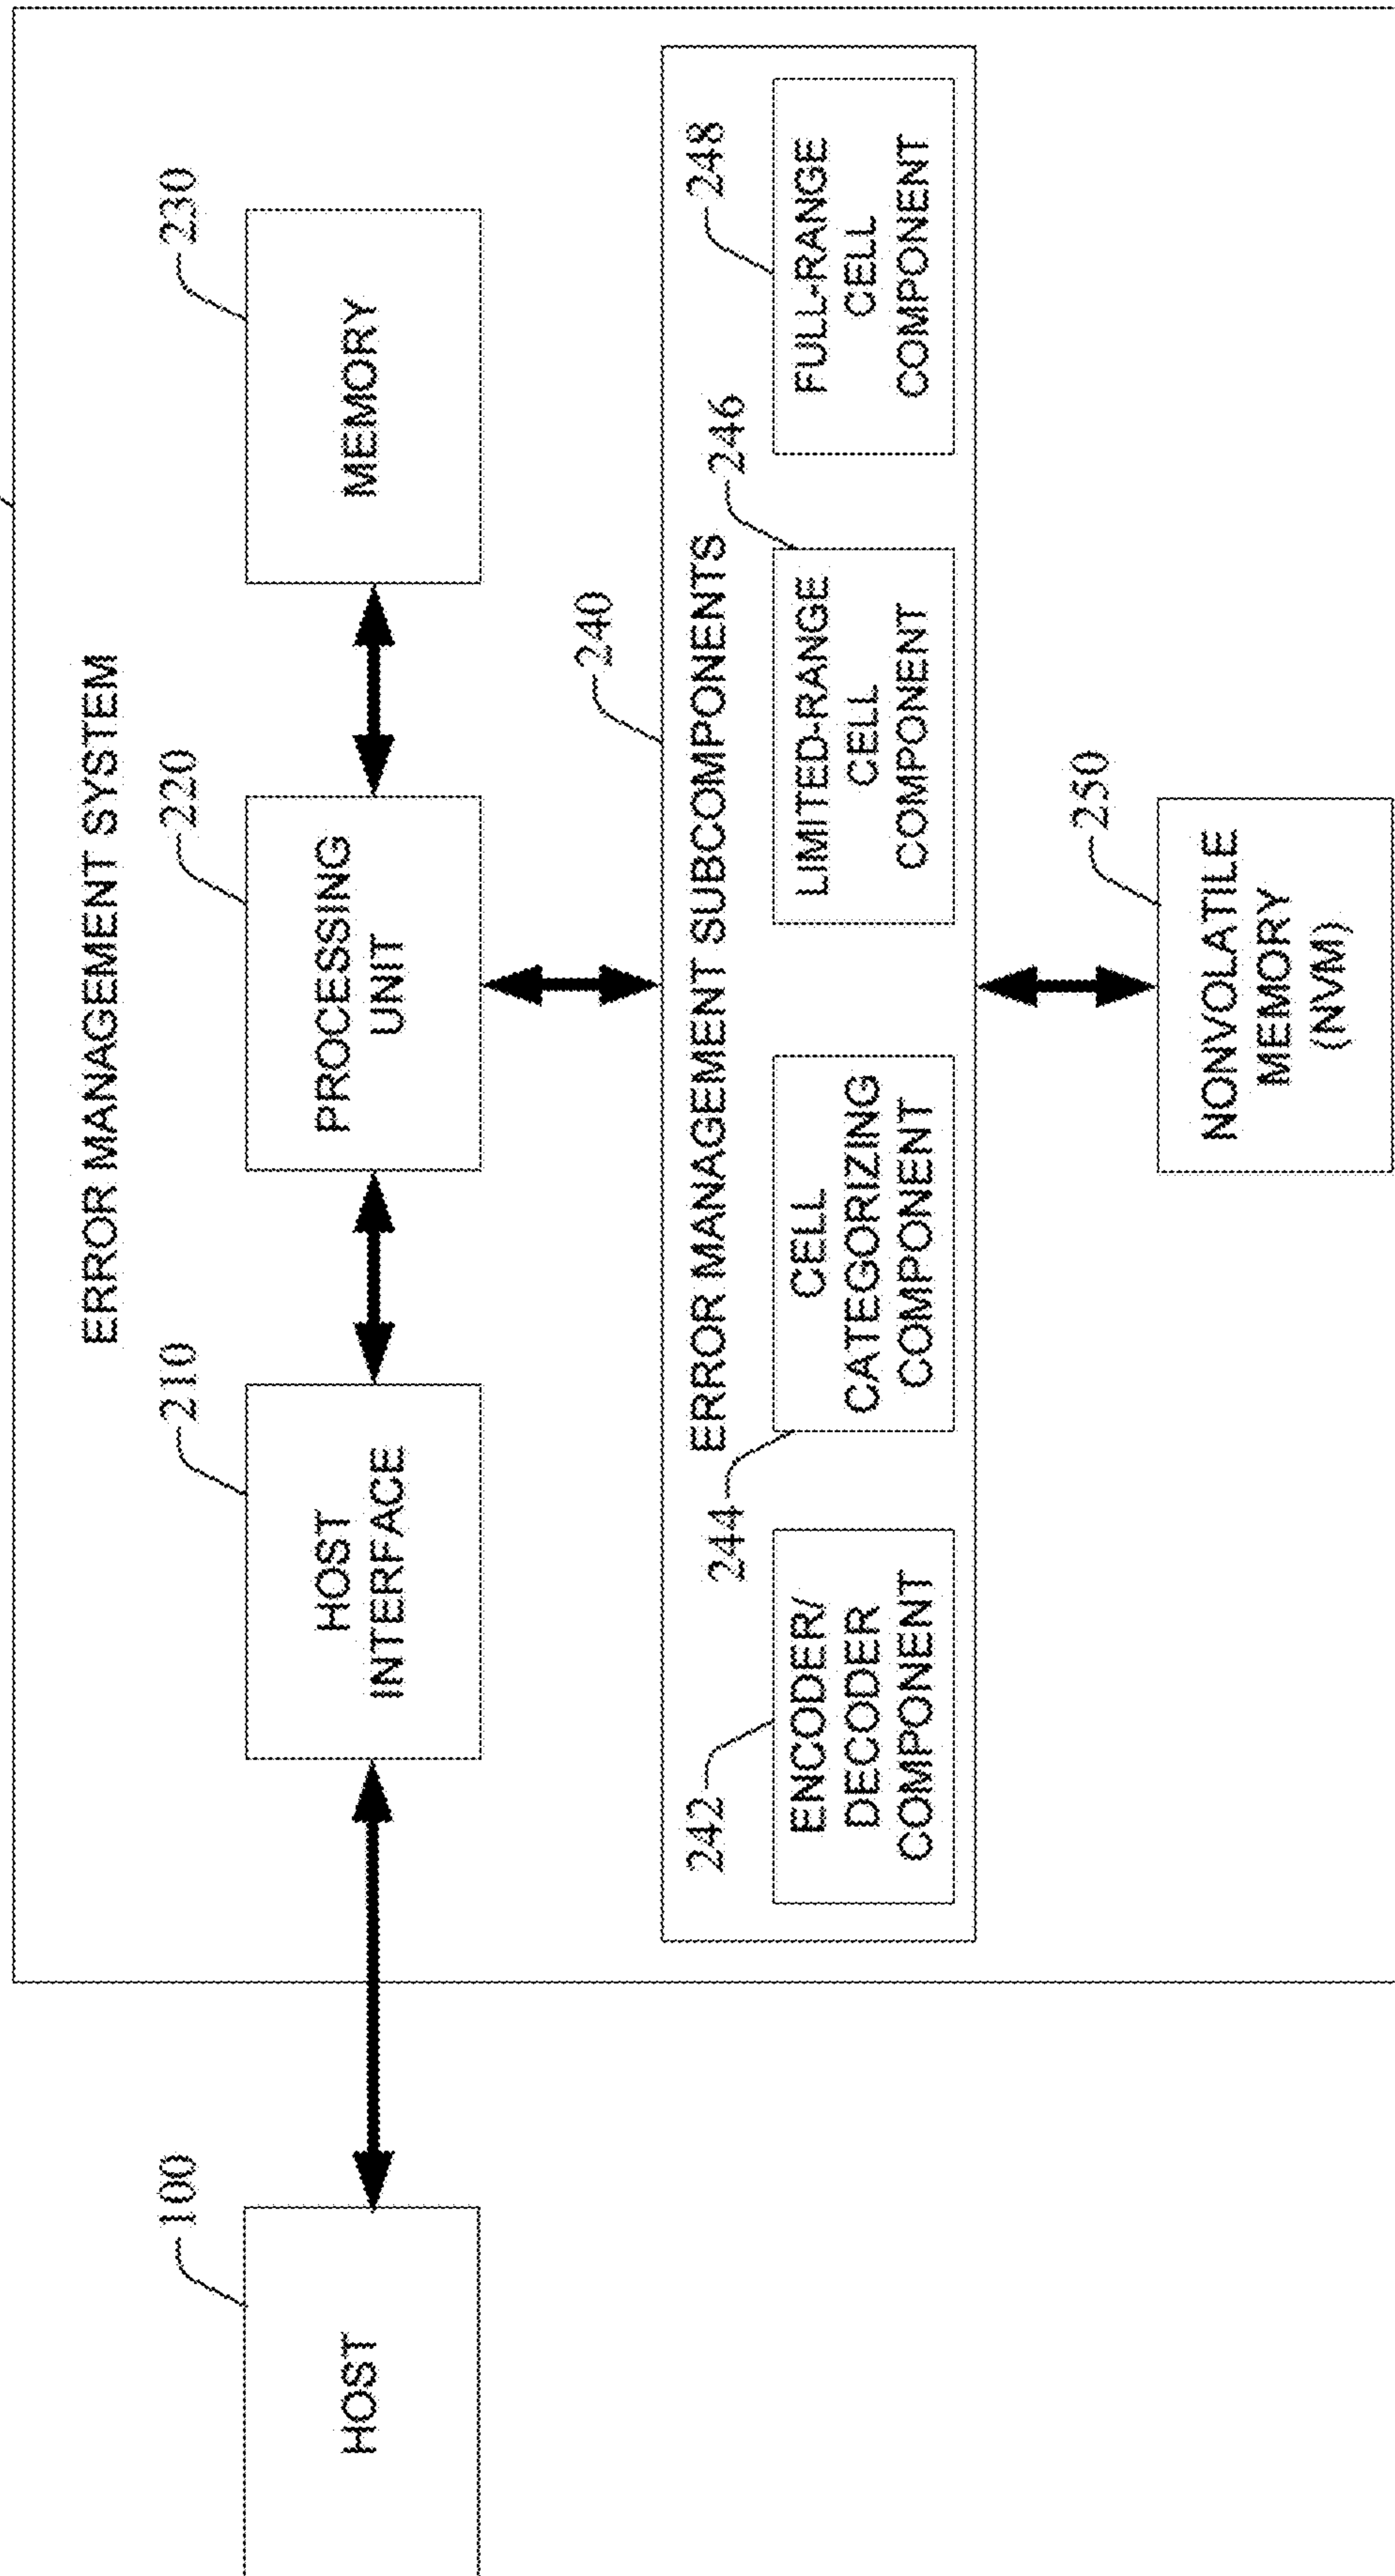 ERROR MANAGEMENT SYSTEM
100
210
220
230
HOST
HOST
INTERFACE
PROCESSING
UNIT
MEMORY
240
ERROR MANAGEMENT SUBCOMPONENTS
242
244
246
248
ENCODER/
DECODER
COMPONENT
CELL
CATEGORIZING
COMPONENT
LIMITED-RANGE
CELL
COMPONENT
FULL-RANGE
CELL
COMPONENT
250
NONVOLATILE
MEMORY
(NVM)